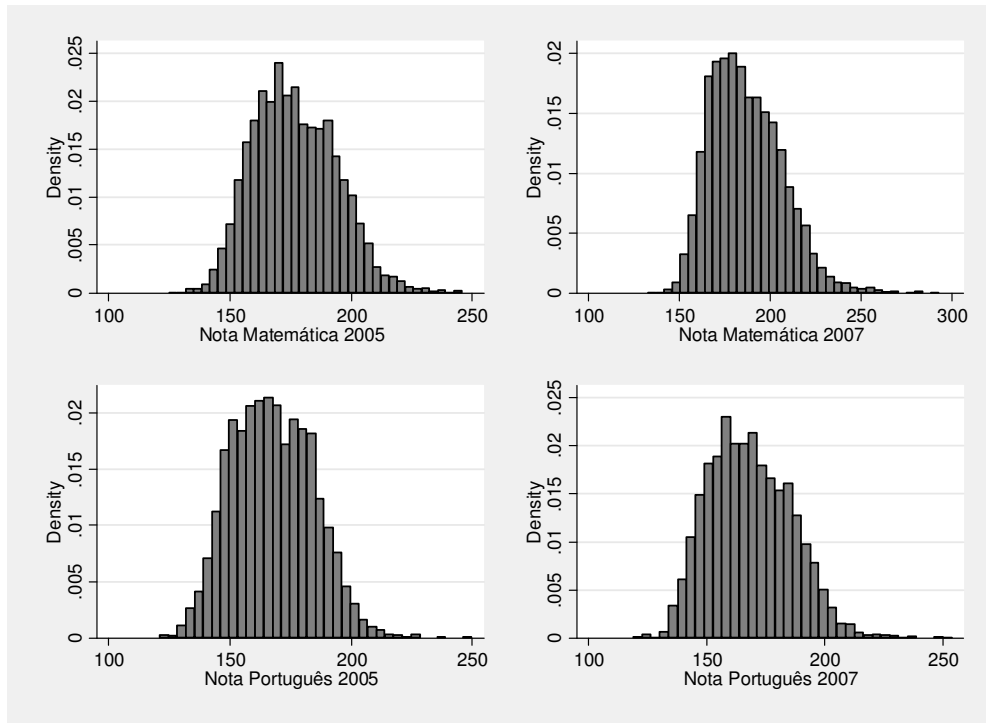 .025
.02
.015
.01
.005
0
Density
100 150 200 250
Nota Matemática 2005
.02
.015
.01
.005
0
Density
100 150 200 250 300
Nota Matemática 2007
.02
.015
.01
.005
0
Density
100 150 200 250
Nota Português 2005
.025
.02
.015
.01
.005
0
Density
100 150 200 250
Nota Português 2007